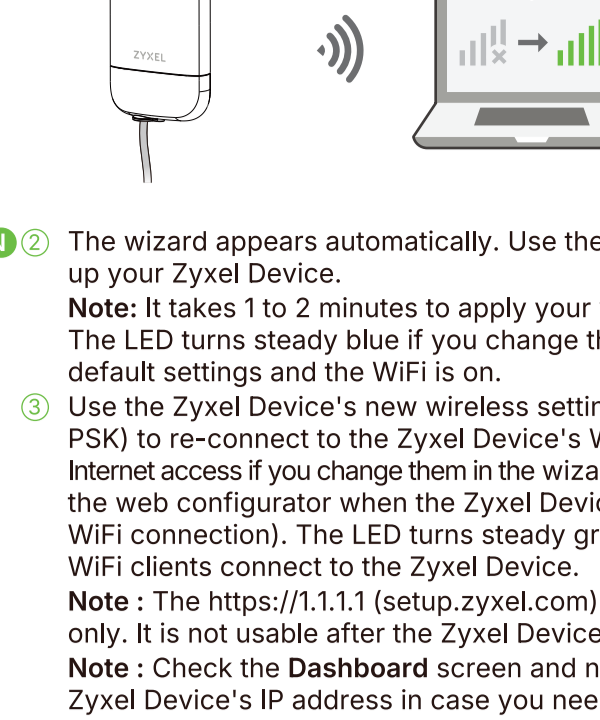 ZYXEL
N ② The wizard appears automatically. Use the
up your Zyxel Device.
Note: It takes 1 to 2 minutes to apply your
The LED turns steady blue if you change th
default settings and the WiFi is on.
③ Use the Zyxel Device's new wireless settin
PSK) to re-connect to the Zyxel Device's W
Internet access if you change them in the wiza
the web configurator when the Zyxel Devic
WiFi connection). The LED turns steady gr
WiFi clients connect to the Zyxel Device.
Note : The https://1.1.1.1 (setup.zyxel.com)
only. It is not usable after the Zyxel Device
Note : Check the Dashboard screen and n
Zyxel Device's IP address in case you nee